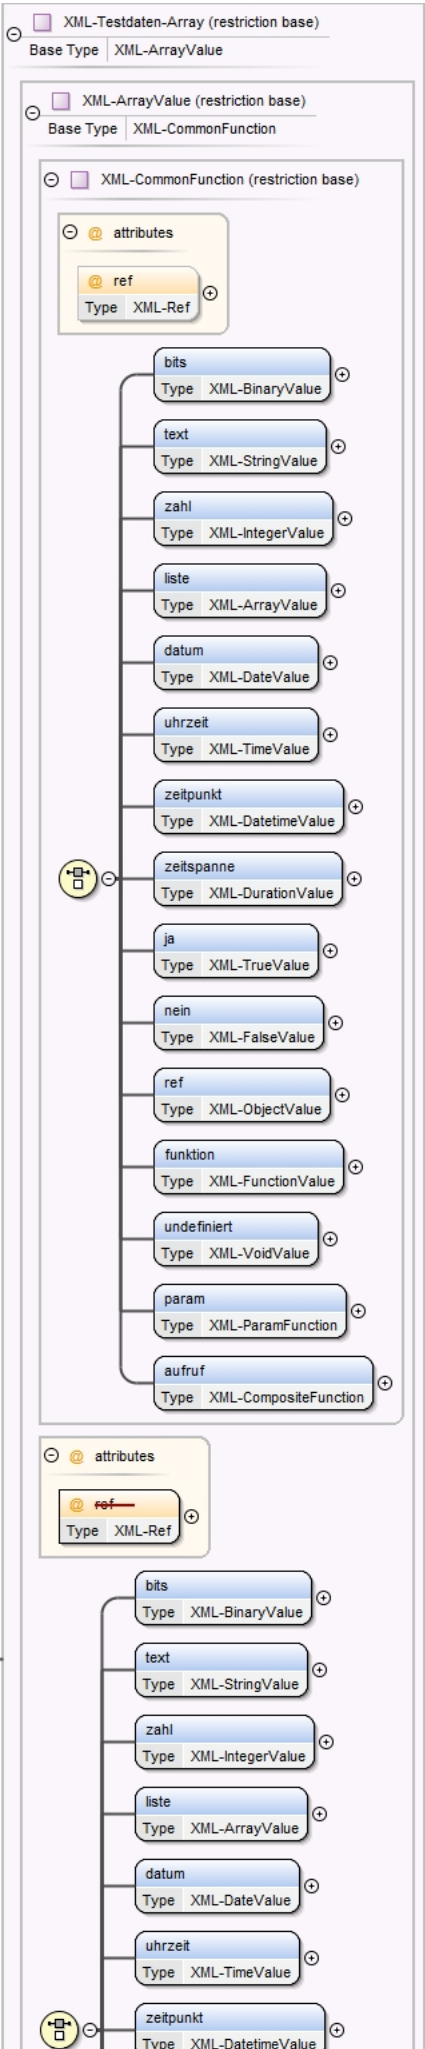 XML-Testdaten-Array (restriction base)
Base Type XML-ArrayValue
XML-ArrayValue (restriction base)
Base Type XML-CommonFunction
XML-CommonFunction (restriction base)
@ attributes
@ ref
Type XML-Ref
bits
Type XML-BinaryValue
text
Type XML-StringValue
zahl
Type XML-IntegerValue
liste
Type XML-ArrayValue
datum
Type XML-DateValue
uhrzeit
Type XML-TimeValue
zeitpunkt
Type XML-DatetimeValue
zeitspanne
Type XML-DurationValue
ja
Type XML-TrueValue
nein
Type XML-FalseValue
ref
Type XML-ObjectValue
funktion
Type XML-FunctionValue
undefiniert
Type XML-VoidValue
param
Type XML-ParamFunction
aufruf
Type XML-CompositeFunction
@ attributes
@ ref
Type XML-Ref
bits
Type XML-BinaryValue
text
Type XML-StringValue
zahl
Type XML-IntegerValue
liste
Type XML-ArrayValue
datum
Type XML-DateValue
uhrzeit
Type XML-TimeValue
zeitpunkt
Type XML-DatetimeValue